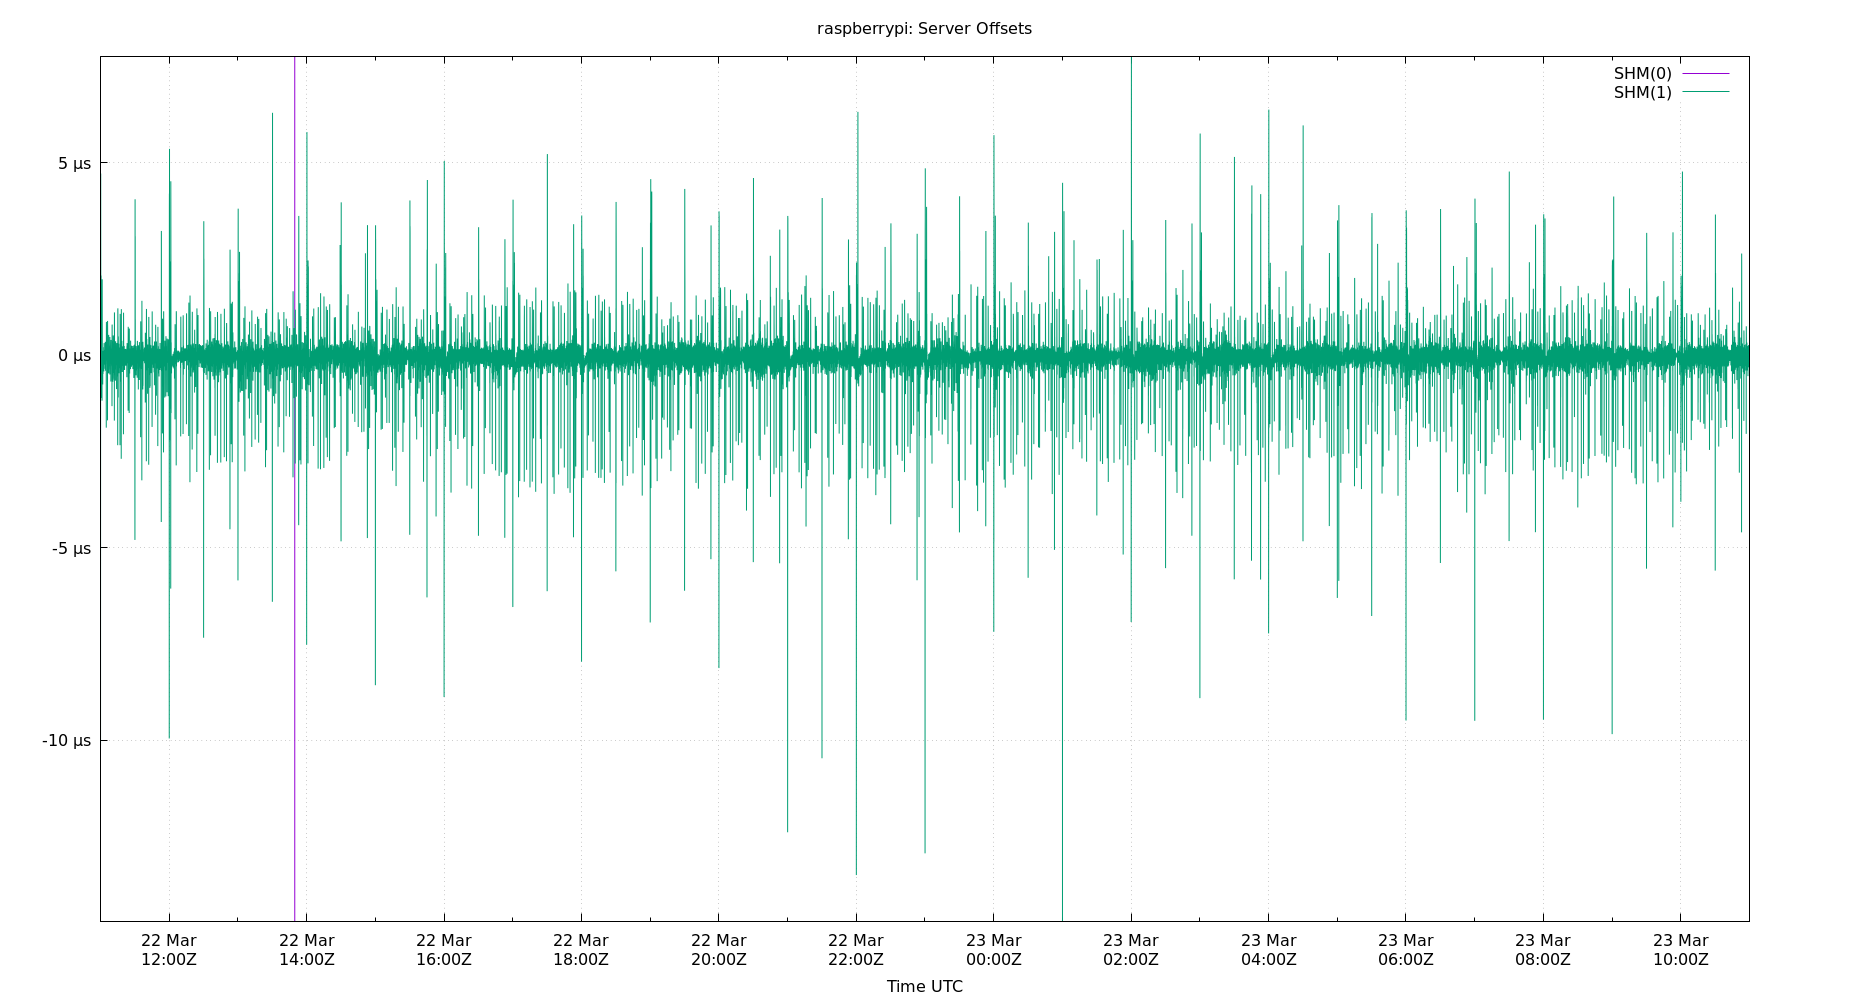 raspberrypi: Server Offsets
SHM(0)
SHM(1)
5 µs
0 µs
-5 µs
-10 µs
22 Mar 22 Mar 22 Mar 22 Mar 22 Mar 22 Mar 23 Mar 23 Mar 23 Mar 23 Mar 23 Mar 23 Mar
12:00Z 14:00Z 16:00Z 18:00Z 20:00Z 22:00Z 00:00Z 02:00Z 04:00Z 06:00Z 08:00Z 10:00Z
Time UTC